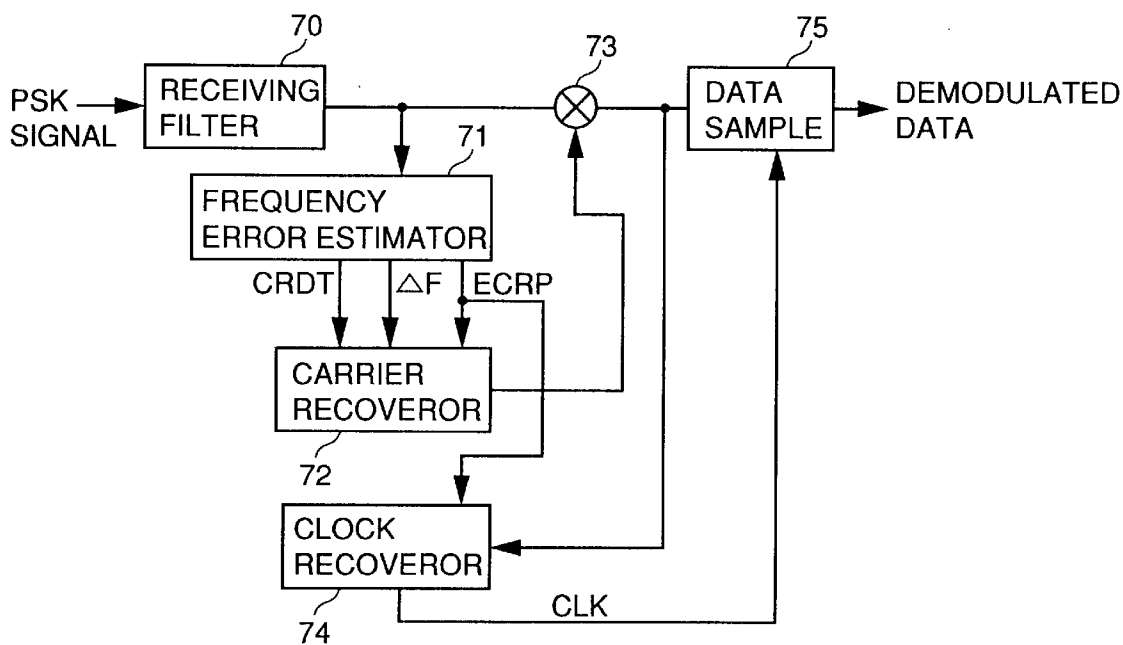 70
73
75
PSK
SIGNAL
RECEIVING
FILTER
DATA
SAMPLE
DEMODULATED
DATA
71
FREQUENCY
ERROR ESTIMATOR
CRDT
△F
ECRP
CARRIER
RECOVEROR
72
CLOCK
RECOVEROR
74
CLK